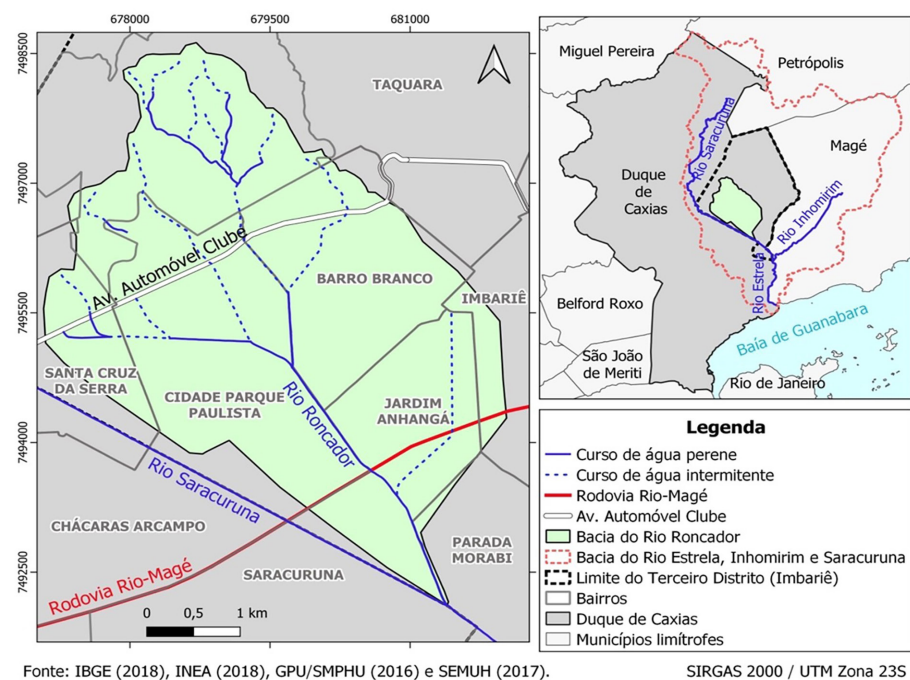 678000
679500
681000
7498500
7497000
7495500
7494000
7492500
TAQUARA
Av. Automóvel Clube
BARRO BRANCO
IMBARIÊ
SANTA CRUZ
DA SERRA
CIDADE PARQUE
PAULISTA
Rio Roncador
JARDIM
ANHANGÁ
Rio Saracuruna
CHÁCARAS ARCAMPO
PARADA
MORABI
SARACURUNA
Rodovia Rio-Magé
0 0,5 1 km
Miguel Pereira
Petrópolis
Rio Saracuruna
Magé
Duque
de
Caxias
Rio Inhomirim
Rio Estrela
Belford Roxo
Baía de Guanabara
São João
de Meriti
Rio de Janeiro
Legenda
Curso de água perene
Curso de água intermitente
Rodovia Rio-Magé
Av. Automóvel Clube
Bacia do Rio Roncador
Bacia do Rio Estrela, Inhomirim e Saracuruna
Limite do Terceiro Distrito (Imbariê)
Bairros
Duque de Caxias
Municípios limítrofes
Fonte: IBGE (2018), INEA (2018), GPU/SMPHU (2016) e SEMUH (2017).
SIRGAS 2000 / UTM Zona 23S